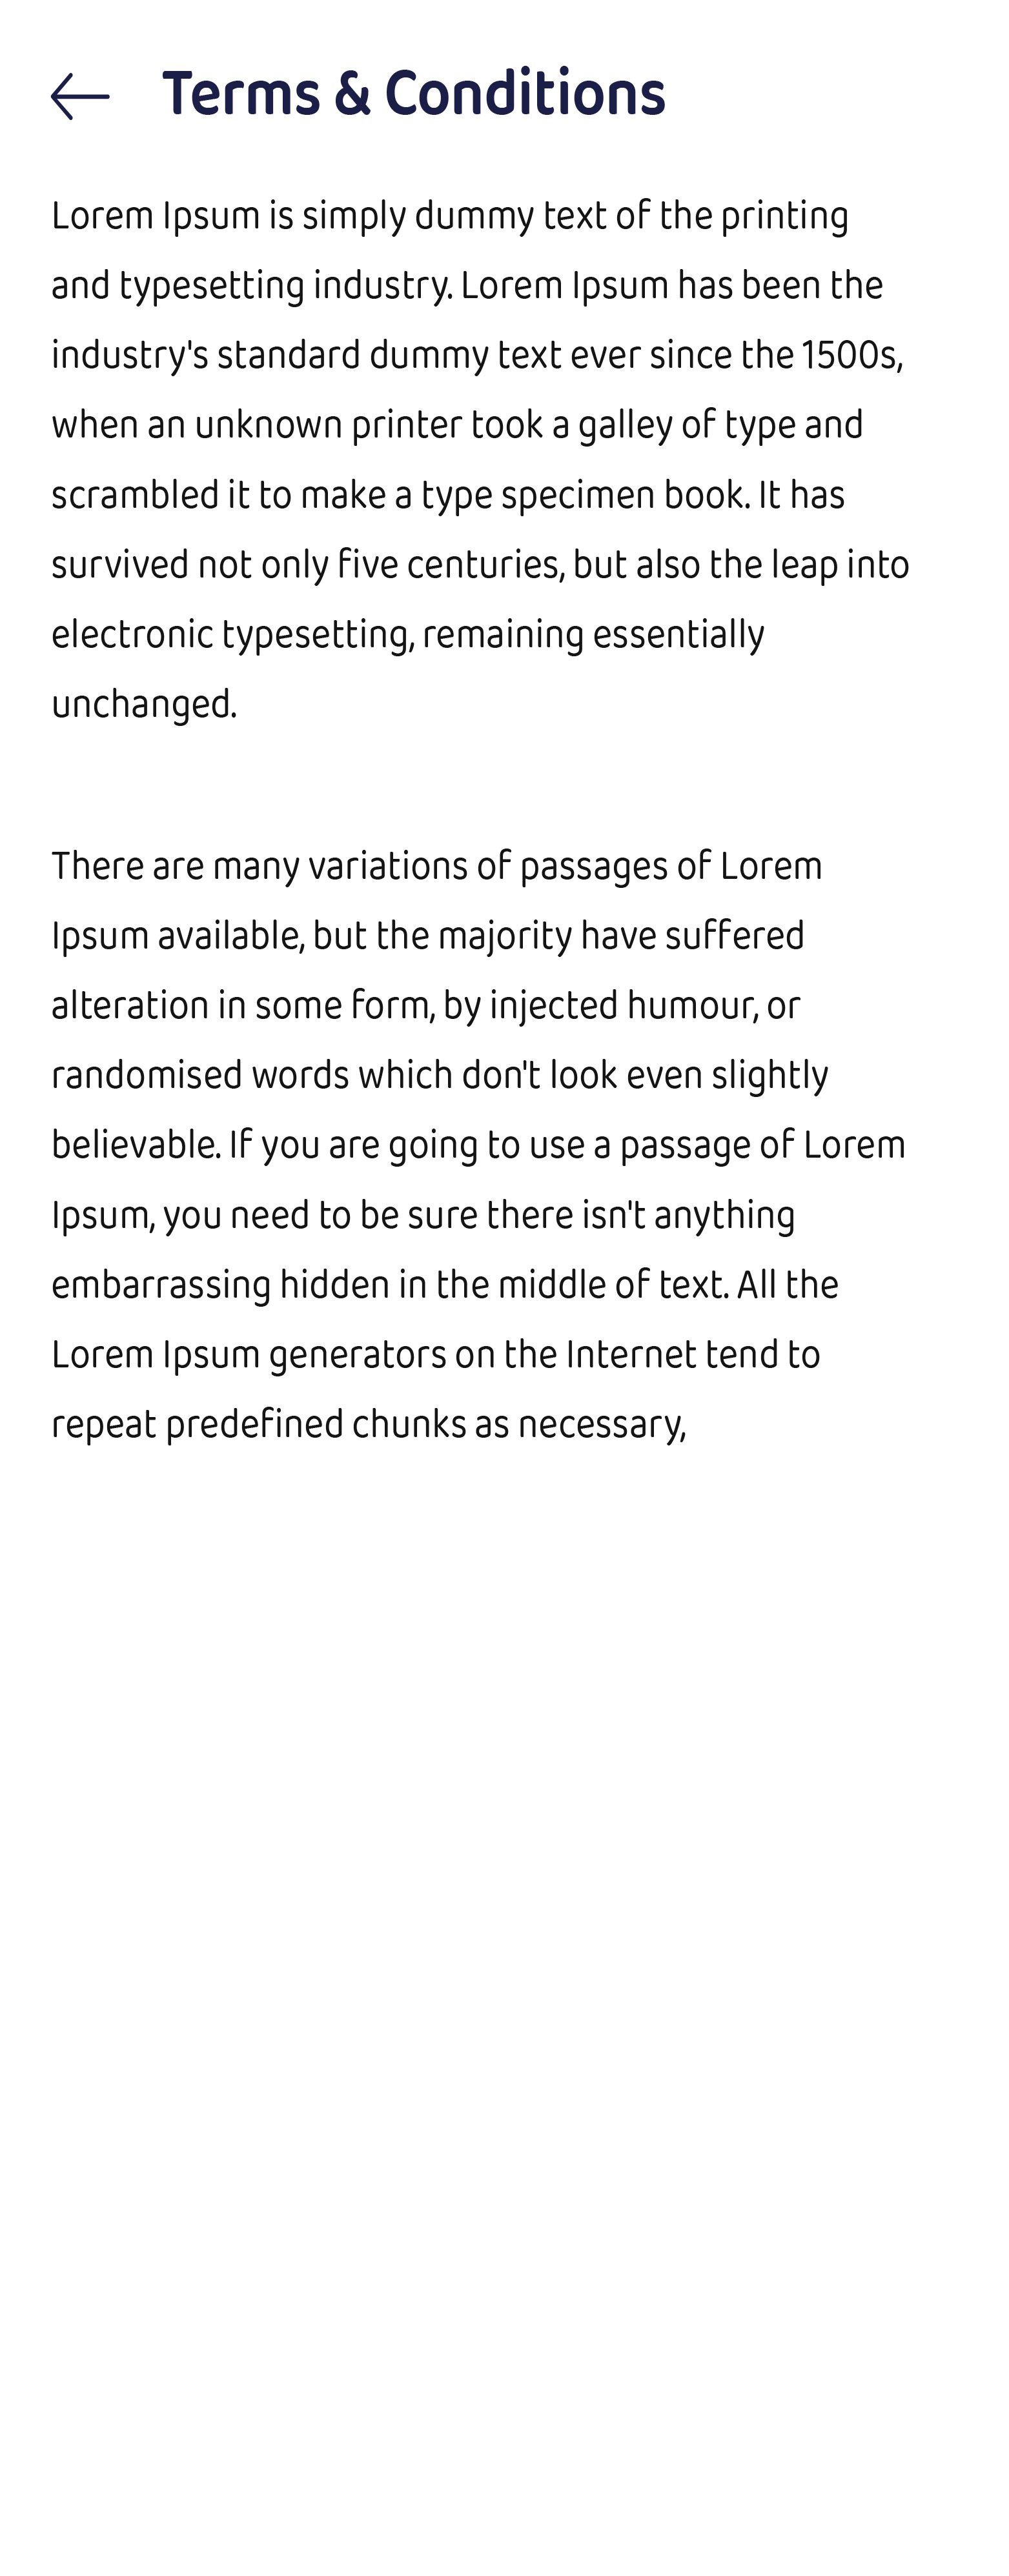 Terms & Conditions
Lorem Ipsum is simply dummy text of the printing
and typesetting industry. Lorem Ipsum has been the
industry's standard dummy text ever since the 1500s,
when an unknown printer took a galley of type and
scrambled it to make a type specimen book. It has
survived not only five centuries, but also the leap into
electronic typesetting, remaining essentially
unchanged.
There are many variations of passages of Lorem
Ipsum available, but the majority have suffered
alteration in some form, by injected humour, or
randomised words which don't look even slightly
believable. If you are going to use a passage of Lorem
Ipsum, you need to be sure there isn't anything
embarrassing hidden in the middle of text. All the
Lorem Ipsum generators on the Internet tend to
repeat predefined chunks as necessary,